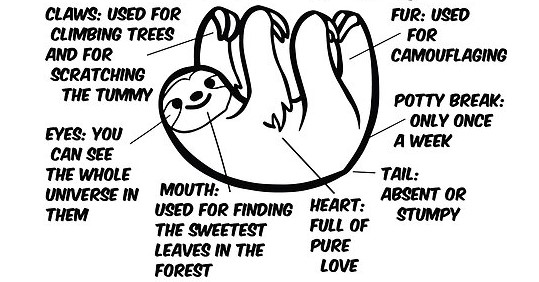 CLAWS: USED FOR
CLIMBING TREES
AND FOR
SCRATCHING
THE TUMMY
FUR: USED
FOR
CAMOUFLAGING
POTTY BREAK:
ONLY ONCE
A WEEK
EYES: YOU
CAN SEE
THE WHOLE
UNIVERSE IN
THEM
MOUTH:
USED FOR FINDING
THE SWEETEST
LEAVES IN THE
FOREST
HEART:
FULL OF
PURE
LOVE
TAIL:
ABSENT OR
STUMPY